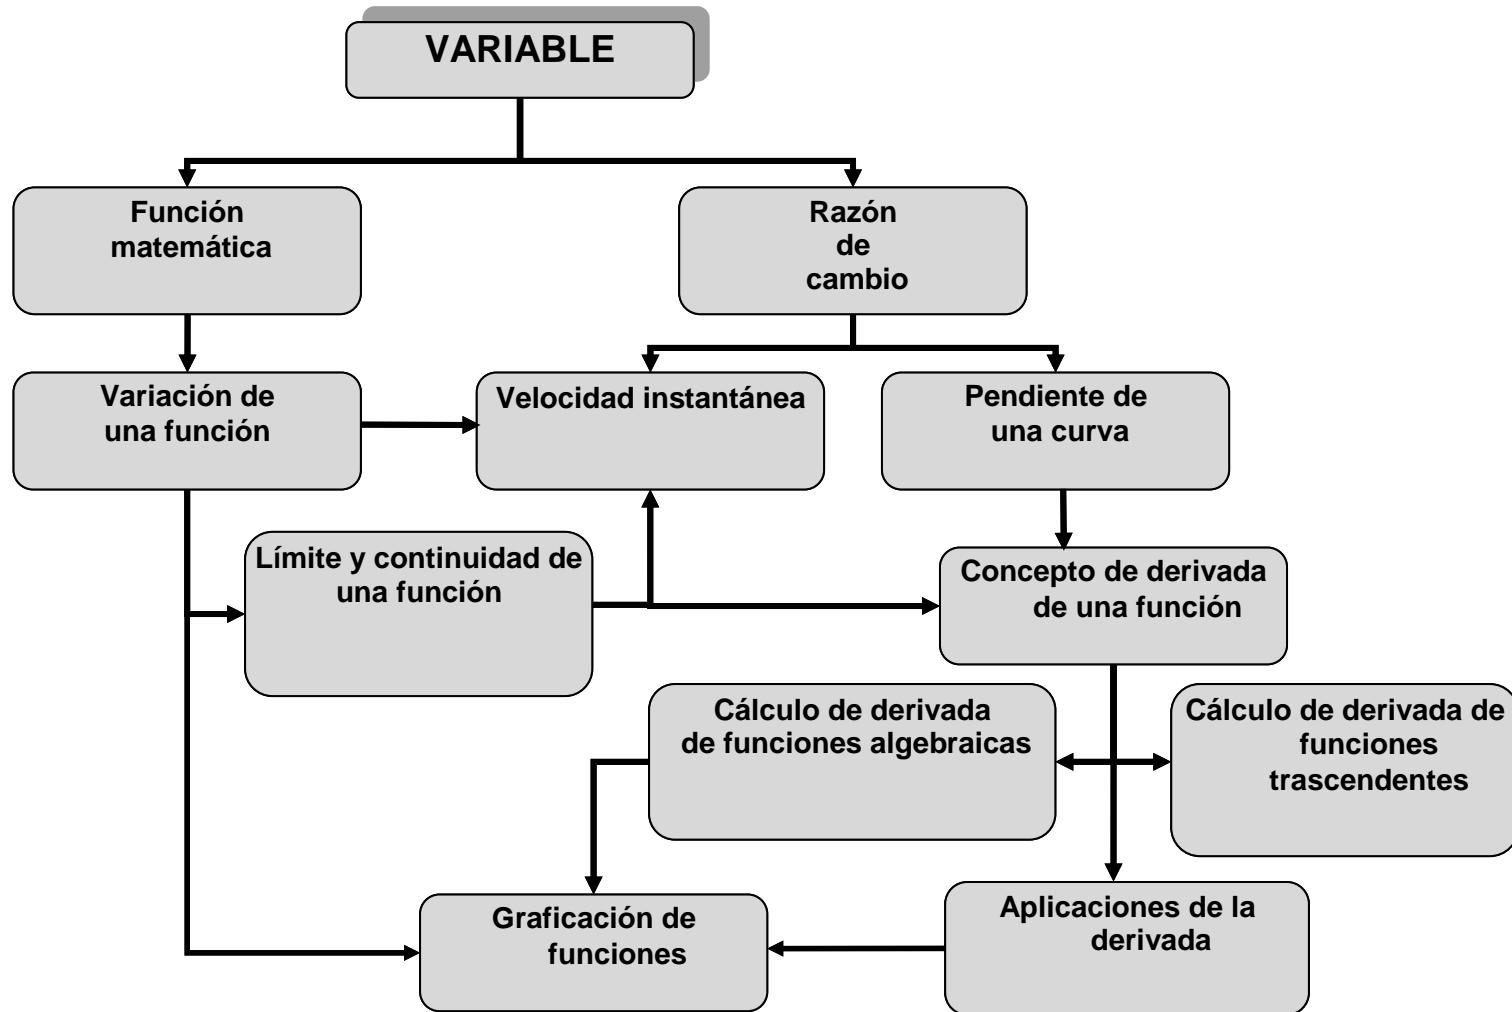 VARIABLE
Función
matemática
Razón
de
cambio
Variación de
una función
Velocidad instantánea
Pendiente de
una curva
Límite y continuidad de
una función
Concepto de derivada
de una función
Cálculo de derivada
de funciones algebraicas
Cálculo de derivada de
funciones
trascendentes
Graficación de
funciones
Aplicaciones de la
derivada